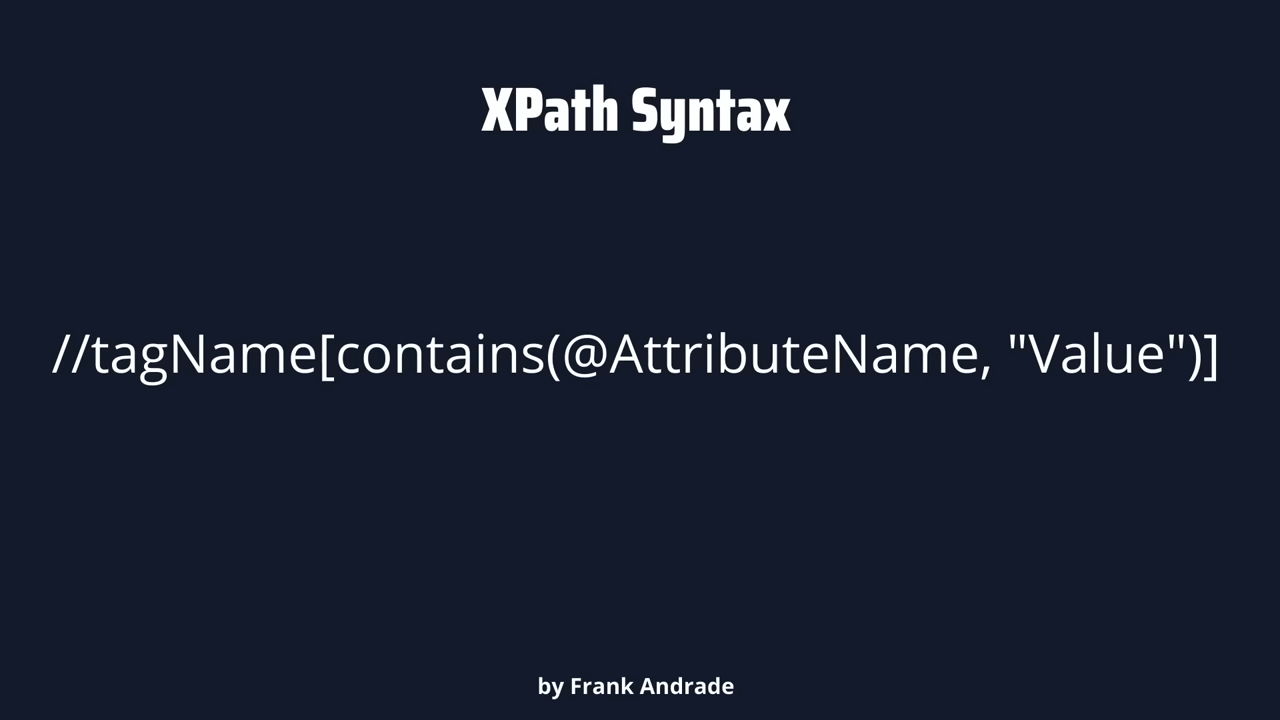 XPath Syntax
//tagName[contains(@AttributeName, "Value")]
by Frank Andrade